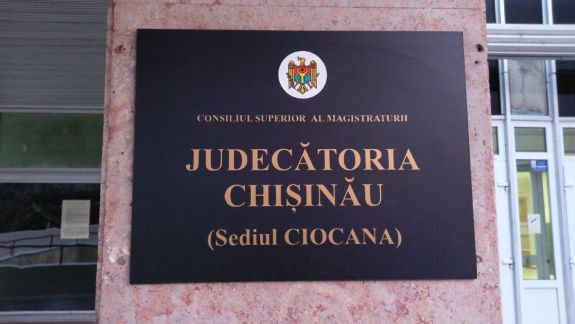 CONSILIUL SUPERIOR AL MAGISTRATURII
JUDECĂTORIA
CHIȘINĂU
(Sediul CIOCANA)